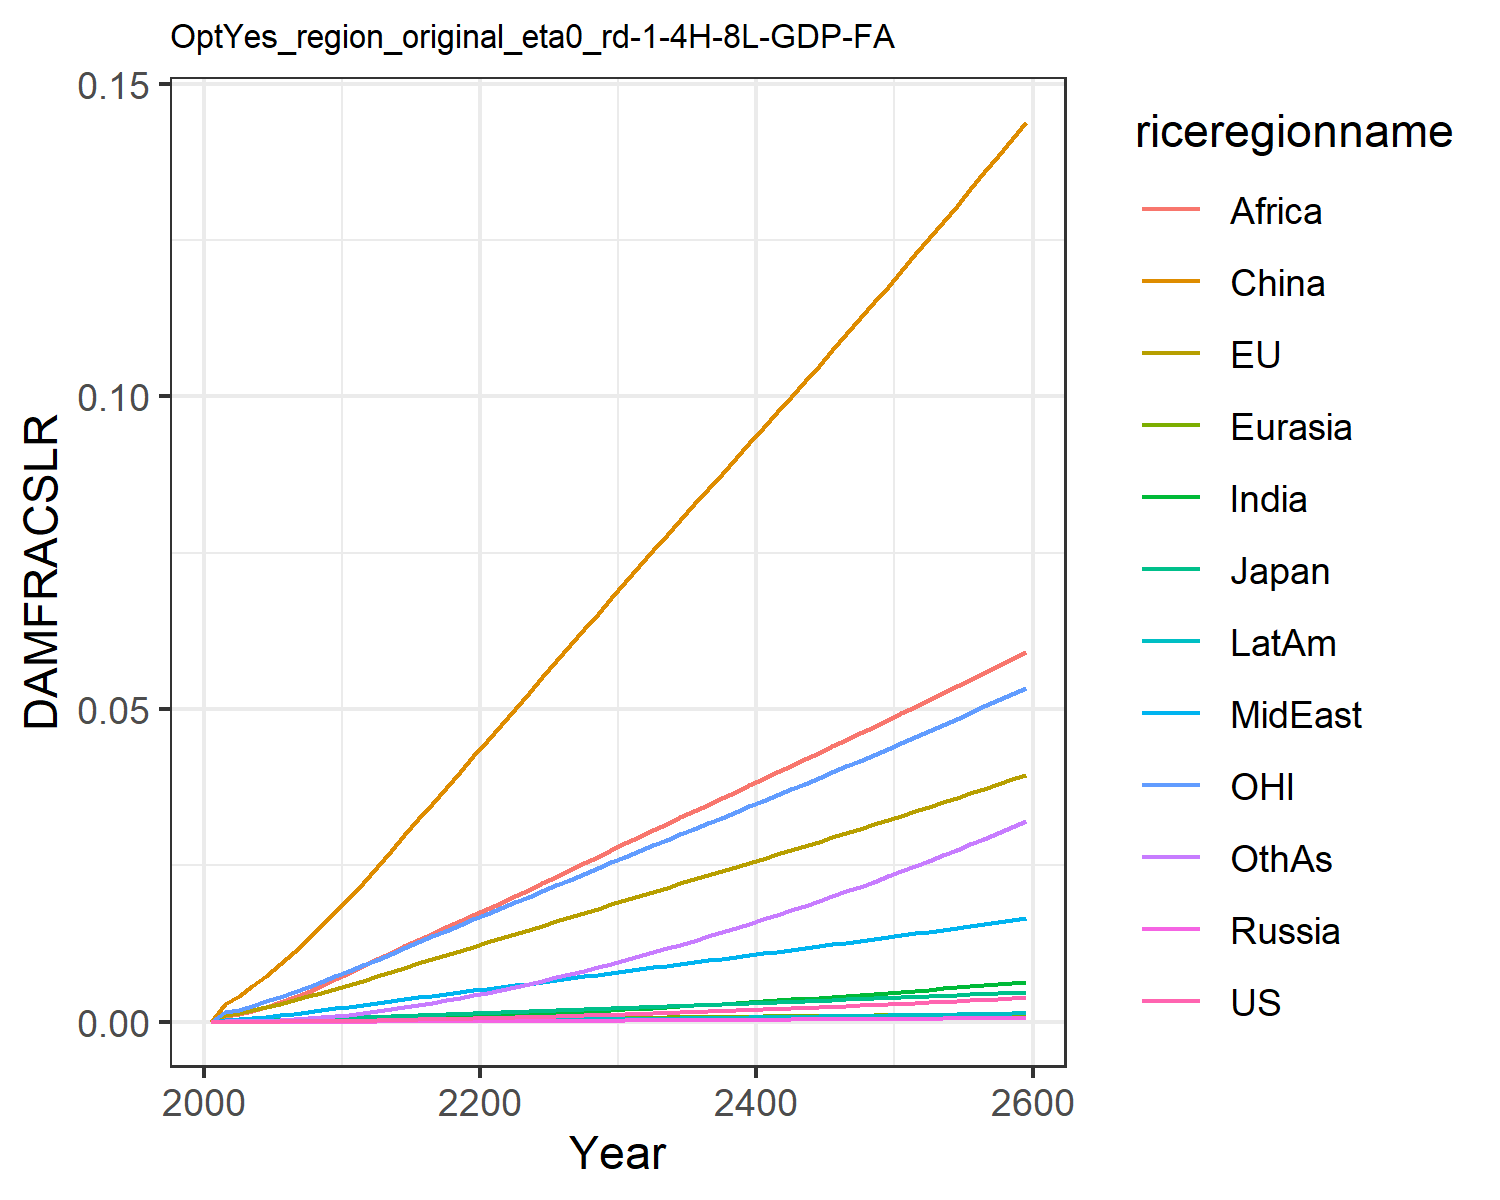 OptYes_region_original_eta0_rd-1-4H-8L-GDP-FA
0.15
0.10
0.05
0.00
DAMFRACSLR
2000 2200 2400 2600
Year
riceregionname
Africa
China
EU
Eurasia
India
Japan
LatAm
MidEast
OHI
OthAs
Russia
US